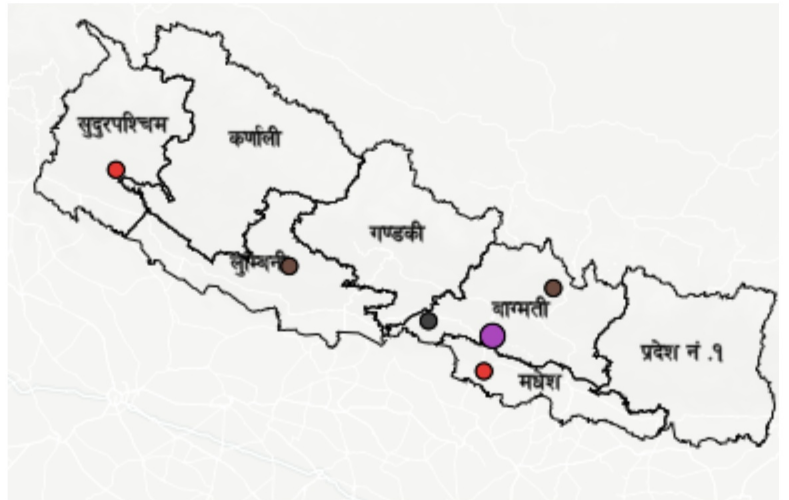 सुदुरपश्चिम
कर्णाली
गण्डकी
लुम्बिनी
बाग्मती
प्रदेश नं .१
मधेश